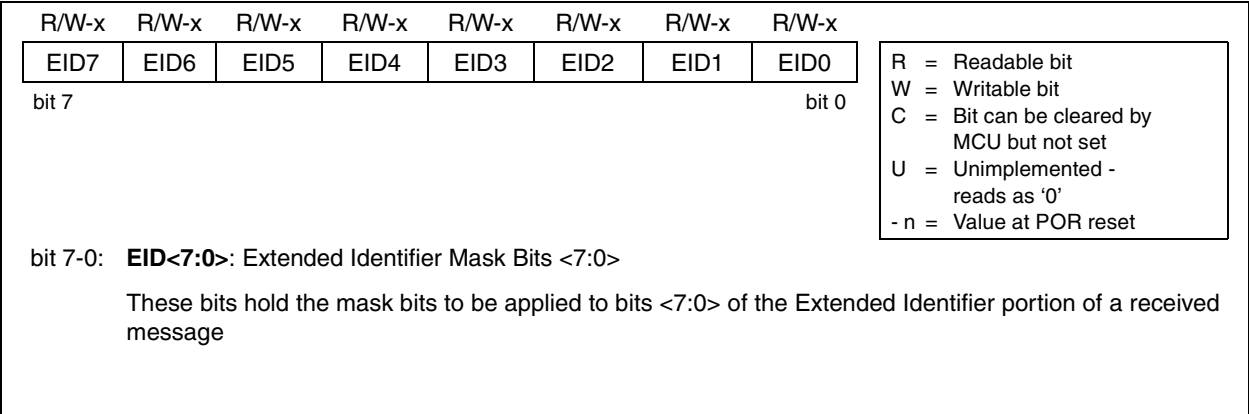 R/W-x R/W-x R/W-x R/W-x R/W-x R/W-x R/W-x R/W-x
EID7 EID6 EID5 EID4 EID3 EID2 EID1 EID0
bit 7 bit 0
R = Readable bit
W = Writable bit
C = Bit can be cleared by
MCU but not set
U = Unimplemented -
reads as ‘0’
- n = Value at POR reset
bit 7-0: EID<7:0>: Extended Identifier Mask Bits <7:0>
These bits hold the mask bits to be applied to bits <7:0> of the Extended Identifier portion of a received
message